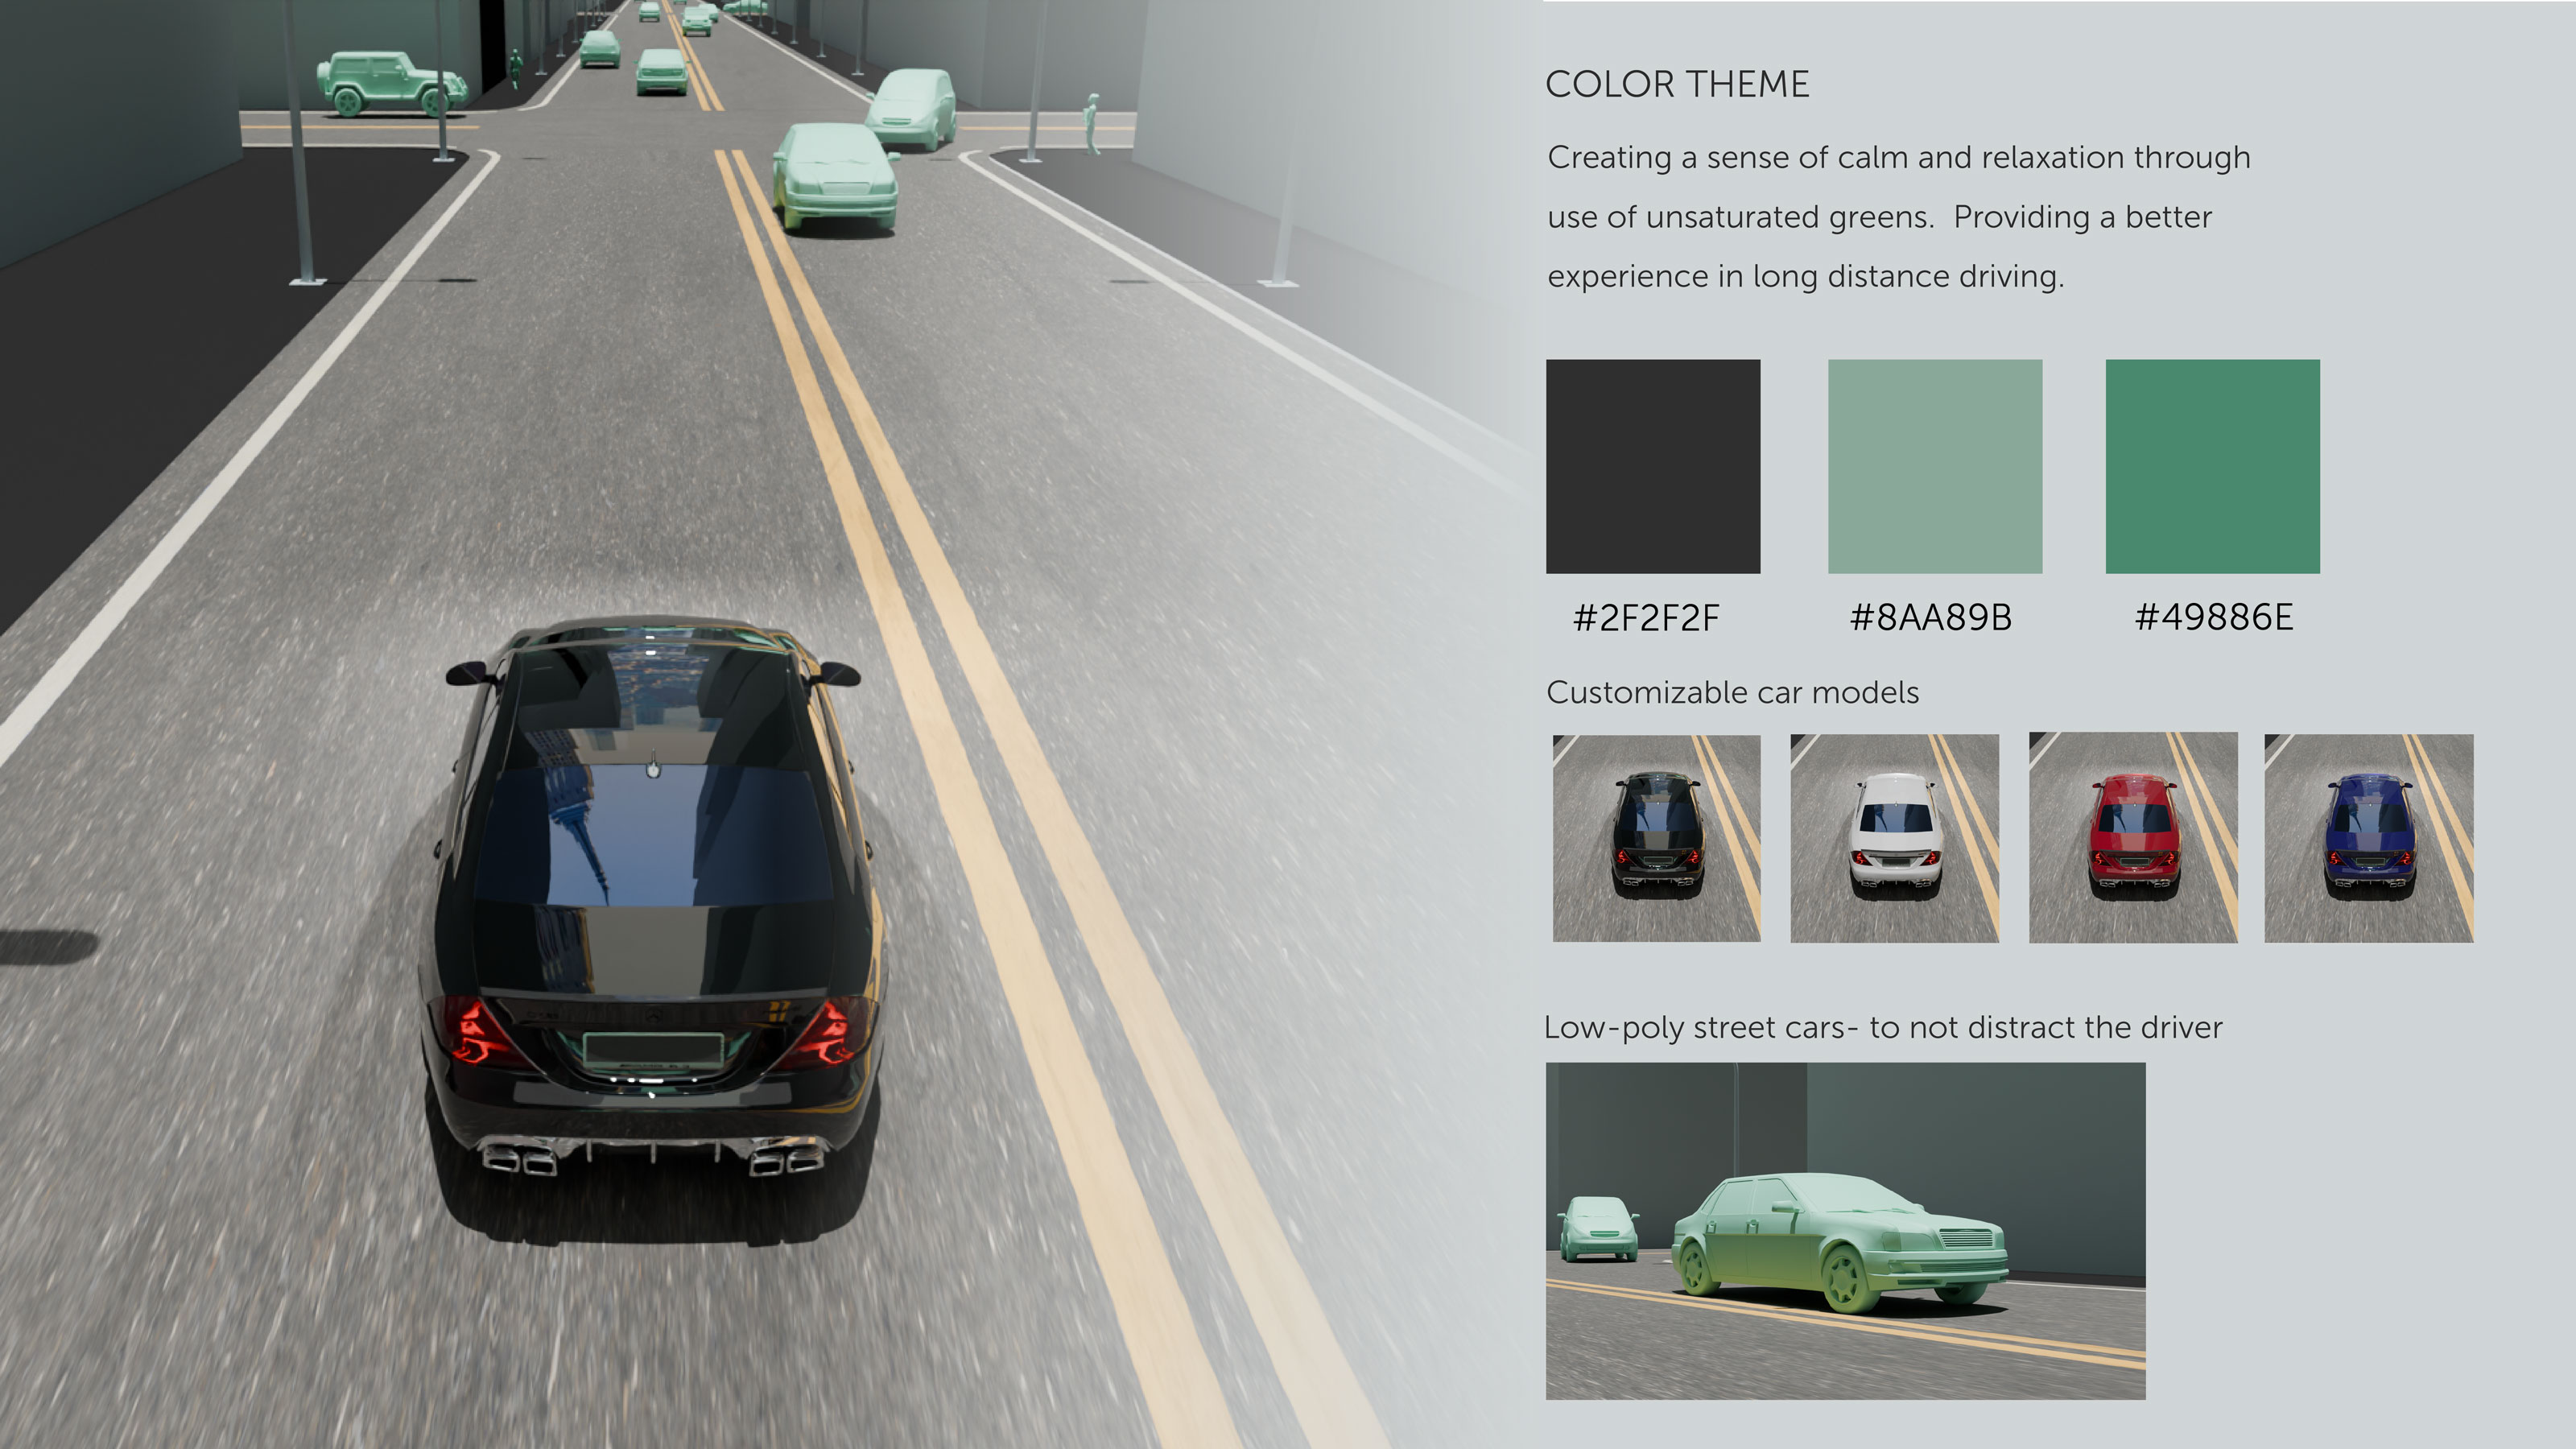 COLOR THEME
Creating a sense of calm and relaxation through
use of unsaturated greens.  Providing a better
experience in long distance driving.
#2F2F2F
#8AA89B
#49886E
Customizable car models
Low-poly street cars- to not distract the driver